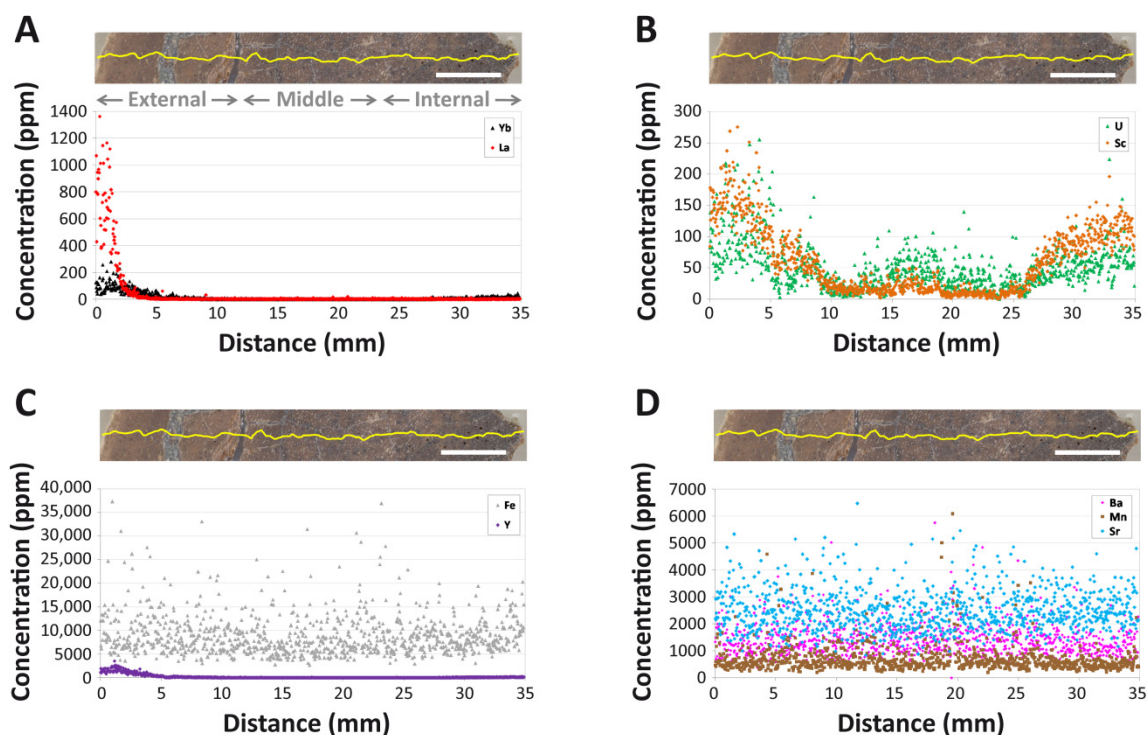 A
External Middle Internal
Concentration (ppm)
1400
1200
1000
800
600
400
200
0
Yb
La
0 5 10 15 20 25 30 35
Distance (mm)
B
Concentration (ppm)
300
250
200
150
100
50
0
U
Sc
0 5 10 15 20 25 30 35
Distance (mm)
C
Concentration (ppm)
40,000
35,000
30,000
25,000
20,000
15,000
10,000
5000
0
Fe
Y
0 5 10 15 20 25 30 35
Distance (mm)
D
Concentration (ppm)
7000
6000
5000
4000
3000
2000
1000
0
Ba
Mn
Sr
0 5 10 15 20 25 30 35
Distance (mm)